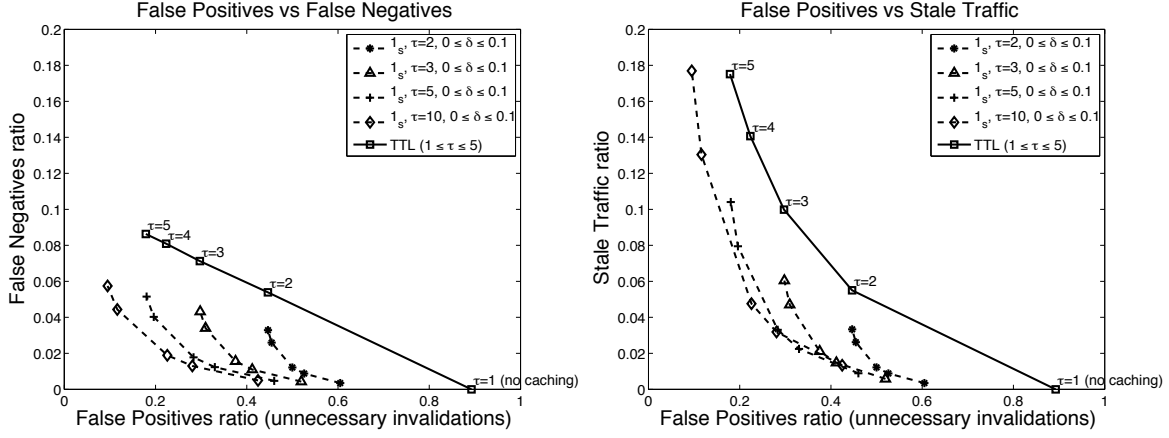 False Positives vs False Negatives
0.2
0.18
0.16
0.14
0.12
0.1
0.08
0.06
0.04
0.02
0
False Negatives ratio
1s, τ=2, 0 ≤ δ ≤ 0.1
1s, τ=3, 0 ≤ δ ≤ 0.1
1s, τ=5, 0 ≤ δ ≤ 0.1
1s, τ=10, 0 ≤ δ ≤ 0.1
TTL (1 ≤ τ ≤ 5)
τ=5
τ=4
τ=3
τ=2
τ=1 (no caching)
0 0.2 0.4 0.6 0.8 1
False Positives ratio (unnecessary invalidations)
False Positives vs Stale Traffic
0.2
0.18
0.16
0.14
0.12
0.1
0.08
0.06
0.04
0.02
0
Stale Traffic ratio
1s, τ=2, 0 ≤ δ ≤ 0.1
1s, τ=3, 0 ≤ δ ≤ 0.1
1s, τ=5, 0 ≤ δ ≤ 0.1
1s, τ=10, 0 ≤ δ ≤ 0.1
TTL (1 ≤ τ ≤ 5)
τ=5
τ=4
τ=3
τ=2
τ=1 (no caching)
0 0.2 0.4 0.6 0.8 1
False Positives ratio (unnecessary invalidations)